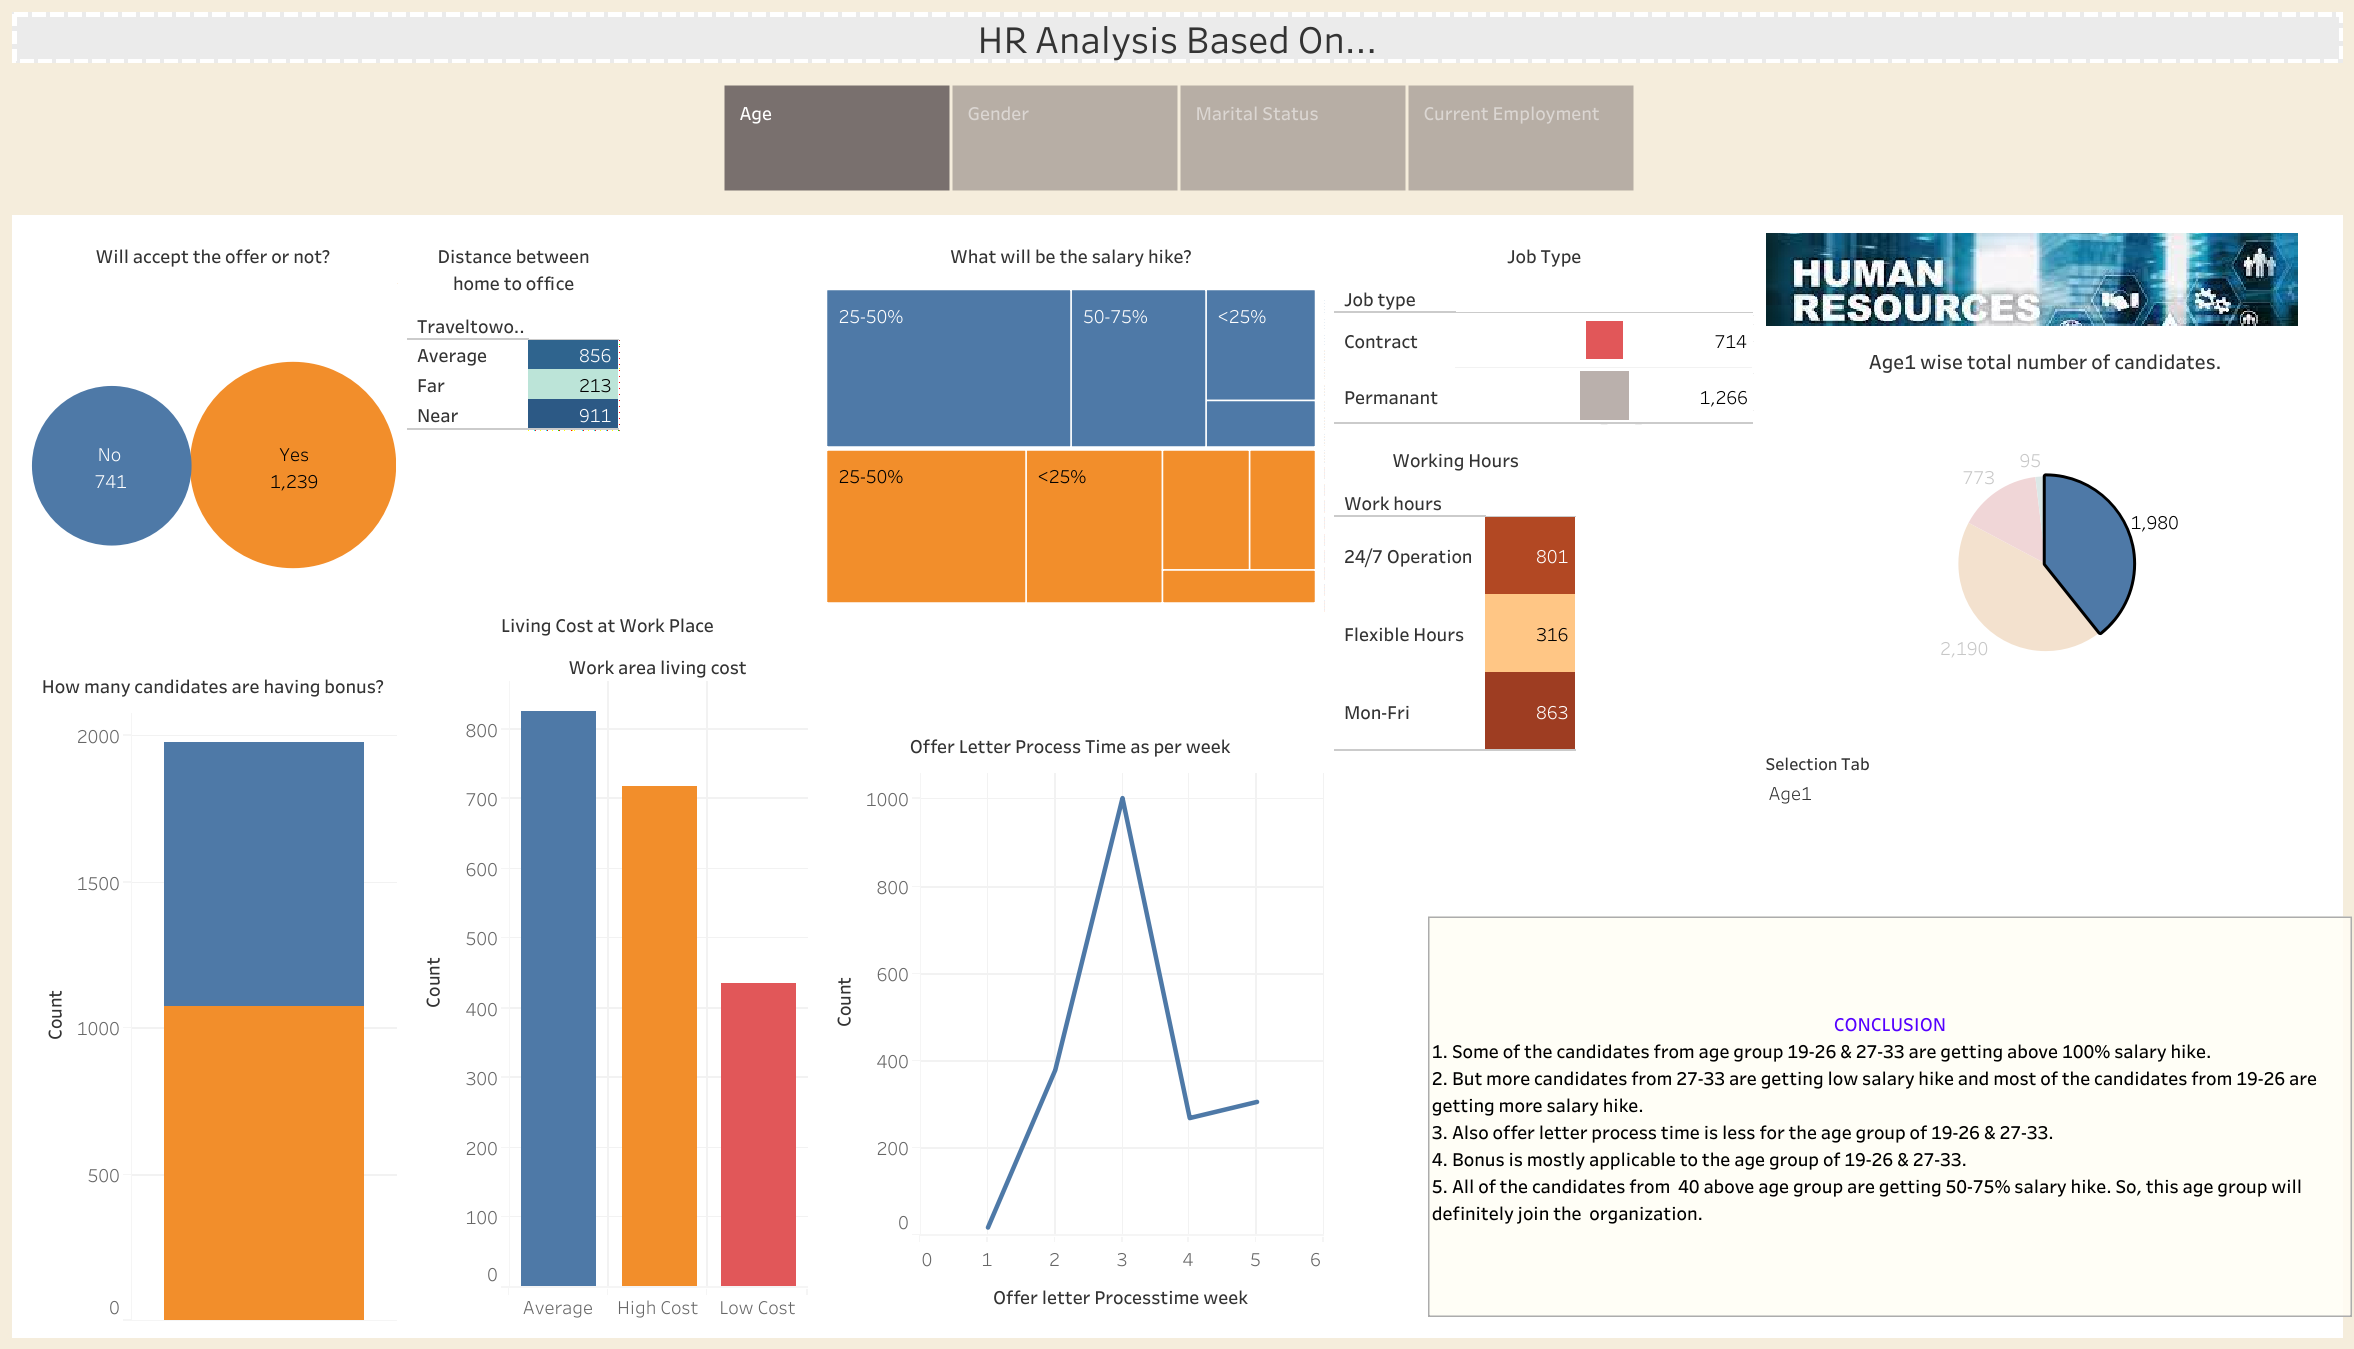 HR Analysis Based On...
Age
Gender
Marital Status
Current Employment
Will accept the offer or not?
No
741
Yes
1,239
Distance between
home to office
Traveltowo..
Average 856
Far 213
Near 911
What will be the salary hike?
25-50%
50-75%
<25%
25-50%
<25%
Job Type
Job type
Contract 714
Permanant 1,266
Working Hours
Work hours
24/7 Operation 801
Flexible Hours 316
Mon-Fri 863
HUMAN
RESOURCES
Age1 wise total number of candidates.
95
773
1,980
2,190
Selection Tab
Age1
How many candidates are having bonus?
2000
1500
1000
500
0
Count
Living Cost at Work Place
Work area living cost
800
700
600
500
400
300
200
100
0
Count
Average
High Cost
Low Cost
Offer Letter Process Time as per week
1000
800
600
400
200
0
Count
0 1 2 3 4 5 6
Offer letter Processtime week
CONCLUSION
1. Some of the candidates from age group 19-26 & 27-33 are getting above 100% salary hike.
2. But more candidates from 27-33 are getting low salary hike and most of the candidates from 19-26 are
getting more salary hike.
3. Also offer letter process time is less for the age group of 19-26 & 27-33.
4. Bonus is mostly applicable to the age group of 19-26 & 27-33.
5. All of the candidates from  40 above age group are getting 50-75% salary hike. So, this age group will
definitely join the  organization.